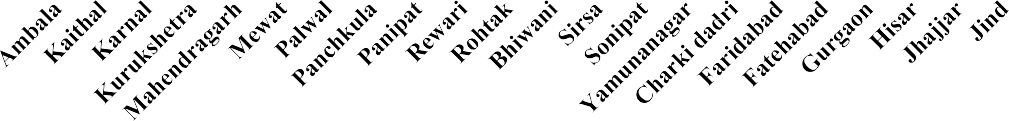 Ambala
Kaithal
Karnal
Kurukshetra
Mahendragarh
Mewat
Palwal
Panchkula
Panipat
Rewari
Rohtak
Bhiwani
Sirsa
Sonipat
Yamunanagar
Charki dadri
Faridabad
Fatehabad
Gurgaon
Hisar
Jhajjar
Jind